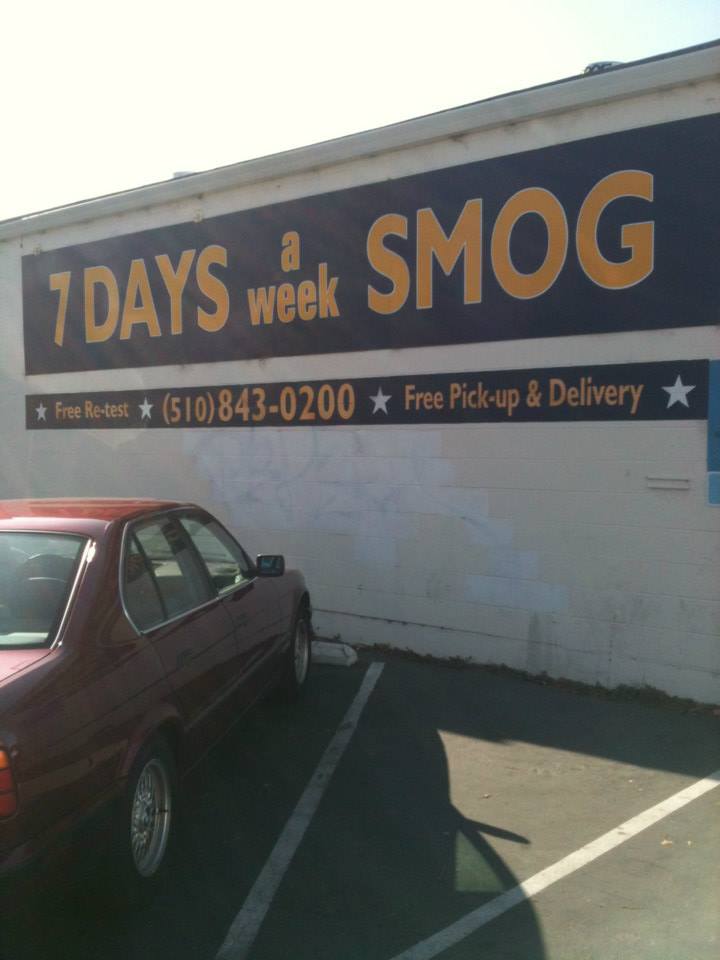 7 DAYS a week SMOG
★ Free Re-test ★ (510) 843-0200 ★ Free Pick-up & Delivery ★